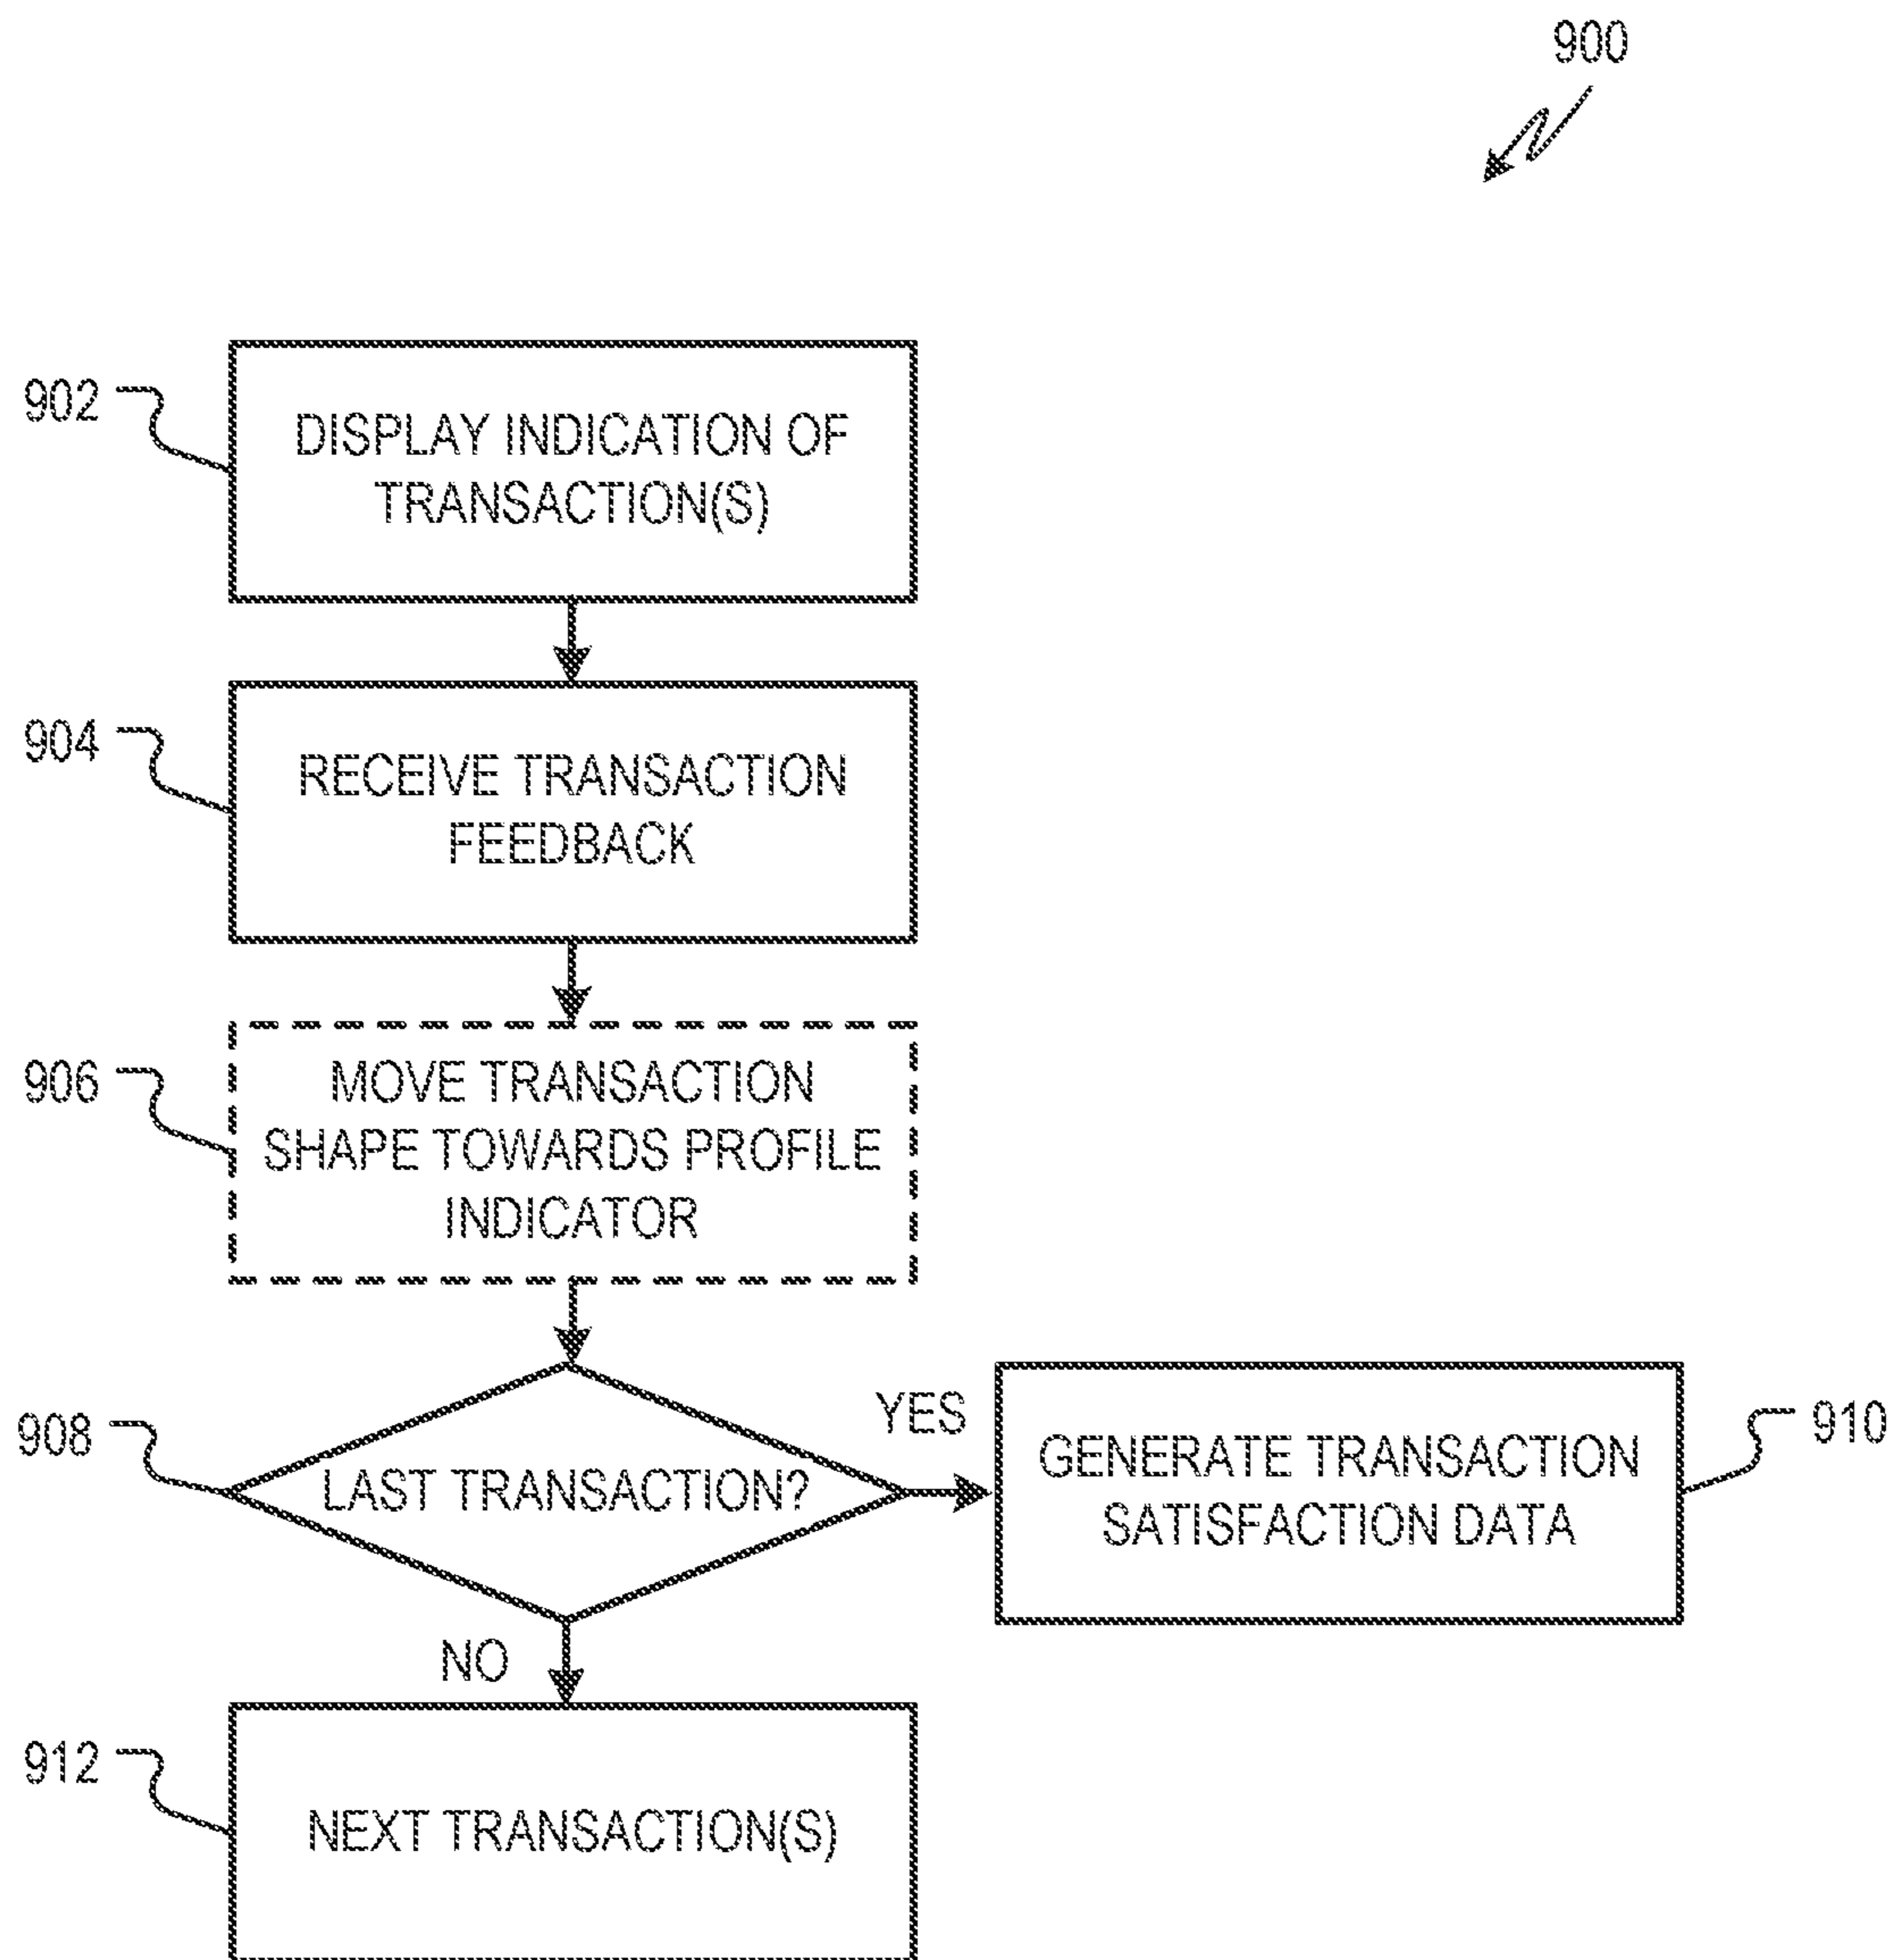 900
902
DISPLAY INDICATION OF
TRANSACTION(S)
904
RECEIVE TRANSACTION
FEEDBACK
906
MOVE TRANSACTION
SHAPE TOWARDS PROFILE
INDICATOR
908
LAST TRANSACTION?
YES
GENERATE TRANSACTION
SATISFACTION DATA
910
NO
912
NEXT TRANSACTION(S)